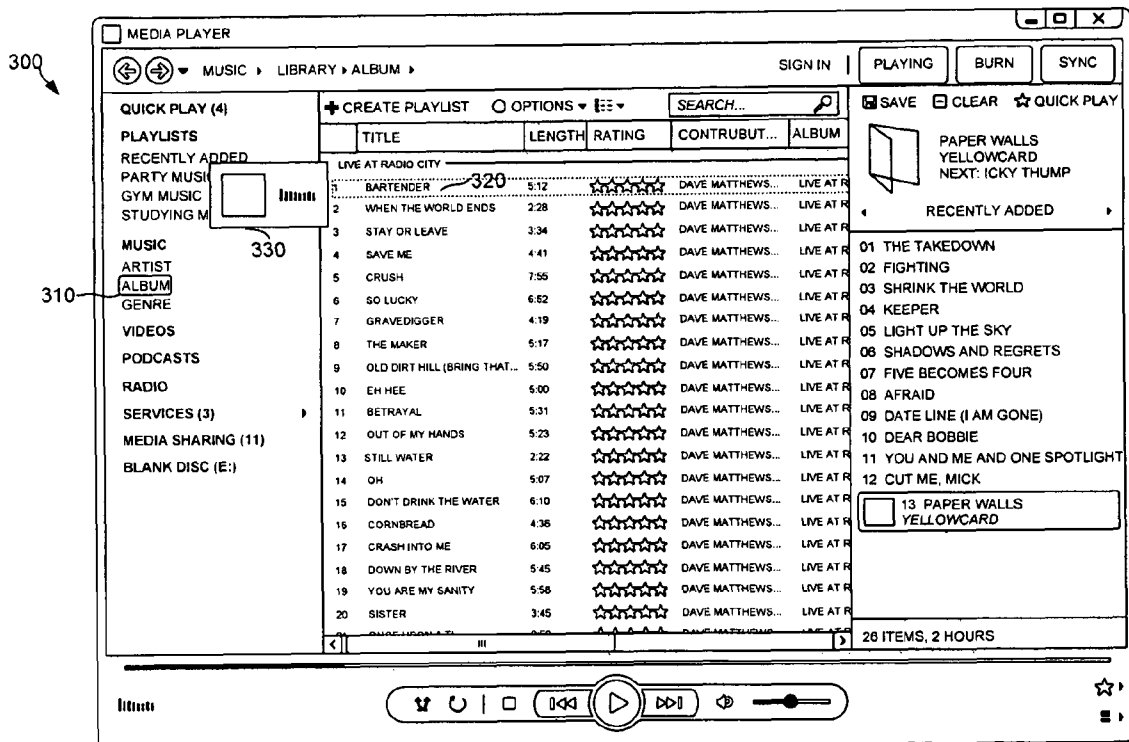 MEDIA PLAYER
300
MUSIC LIBRARY ALBUM
SIGN IN
PLAYING
BURN
SYNC
QUICK PLAY (4)
PLAYLISTS
RECENTLY ADDED
PARTY MUSI
GYM MUSIC
STUDYING M
330
MUSIC
ARTIST
310
ALBUM
GENRE
VIDEOS
PODCASTS
RADIO
SERVICES (3)
MEDIA SHARING (11)
BLANK DISC (E:)
CREATE PLAYLIST OPTIONS SEARCH...
TITLE LENGTH RATING CONTRUBUT... ALBUM
LIVE AT RADIO CITY
1 BARTENDER 320 5:12 DAVE MATTHEWS... LIVE AT R
2 WHEN THE WORLD ENDS 2:28 DAVE MATTHEWS... LIVE AT R
3 STAY OR LEAVE 3:34 DAVE MATTHEWS... LIVE AT R
4 SAVE ME 4:41 DAVE MATTHEWS... LIVE AT R
5 CRUSH 7:55 DAVE MATTHEWS... LIVE AT R
6 SO LUCKY 6:52 DAVE MATTHEWS... LIVE AT R
7 GRAVEDIGGER 4:19 DAVE MATTHEWS... LIVE AT R
8 THE MAKER 5:17 DAVE MATTHEWS... LIVE AT R
9 OLD DIRT HILL (BRING THAT... 5:50 DAVE MATTHEWS... LIVE AT R
10 EH HEE 5:00 DAVE MATTHEWS... LIVE AT R
11 BETRAYAL 5:31 DAVE MATTHEWS... LIVE AT R
12 OUT OF MY HANDS 5:23 DAVE MATTHEWS... LIVE AT R
13 STILL WATER 2:22 DAVE MATTHEWS... LIVE AT R
14 OH 5:07 DAVE MATTHEWS... LIVE AT R
15 DON'T DRINK THE WATER 6:10 DAVE MATTHEWS... LIVE AT R
16 CORNBREAD 4:36 DAVE MATTHEWS... LIVE AT R
17 CRASH INTO ME 6:05 DAVE MATTHEWS... LIVE AT R
18 DOWN BY THE RIVER 5:45 DAVE MATTHEWS... LIVE AT R
19 YOU ARE MY SANITY 5:58 DAVE MATTHEWS... LIVE AT R
20 SISTER 3:45 DAVE MATTHEWS... LIVE AT R
SAVE CLEAR QUICK PLAY
PAPER WALLS
YELLOWCARD
NEXT: ICKY THUMP
RECENTLY ADDED
01 THE TAKEDOWN
02 FIGHTING
03 SHRINK THE WORLD
04 KEEPER
05 LIGHT UP THE SKY
06 SHADOWS AND REGRETS
07 FIVE BECOMES FOUR
08 AFRAID
09 DATE LINE (I AM GONE)
10 DEAR BOBBIE
11 YOU AND ME AND ONE SPOTLIGHT
12 CUT ME, MICK
13 PAPER WALLS
YELLOWCARD
26 ITEMS, 2 HOURS